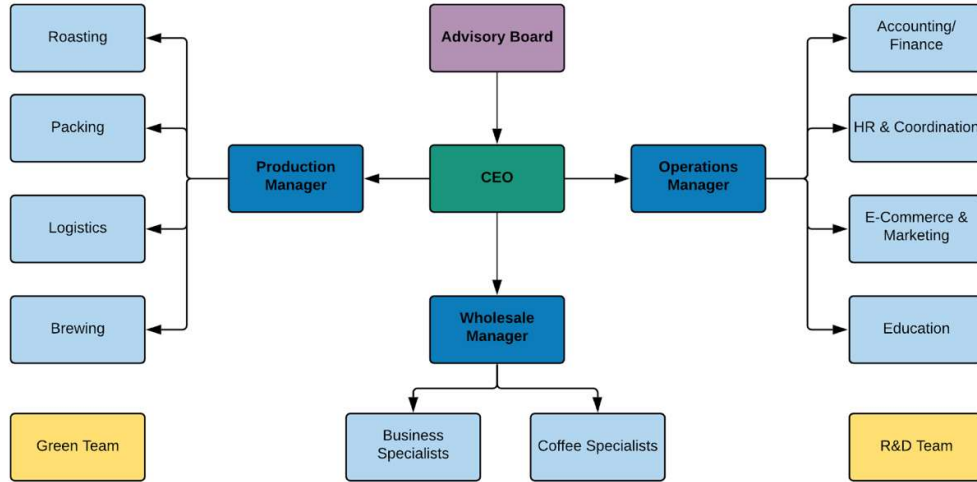 Roasting
Advisory Board
Accounting/
Finance
Packing
HR & Coordination
Production
Manager
CEO
Operations
Manager
Logistics
E-Commerce &
Marketing
Brewing
Wholesale
Manager
Education
Green Team
Business
Specialists
Coffee Specialists
R&D Team